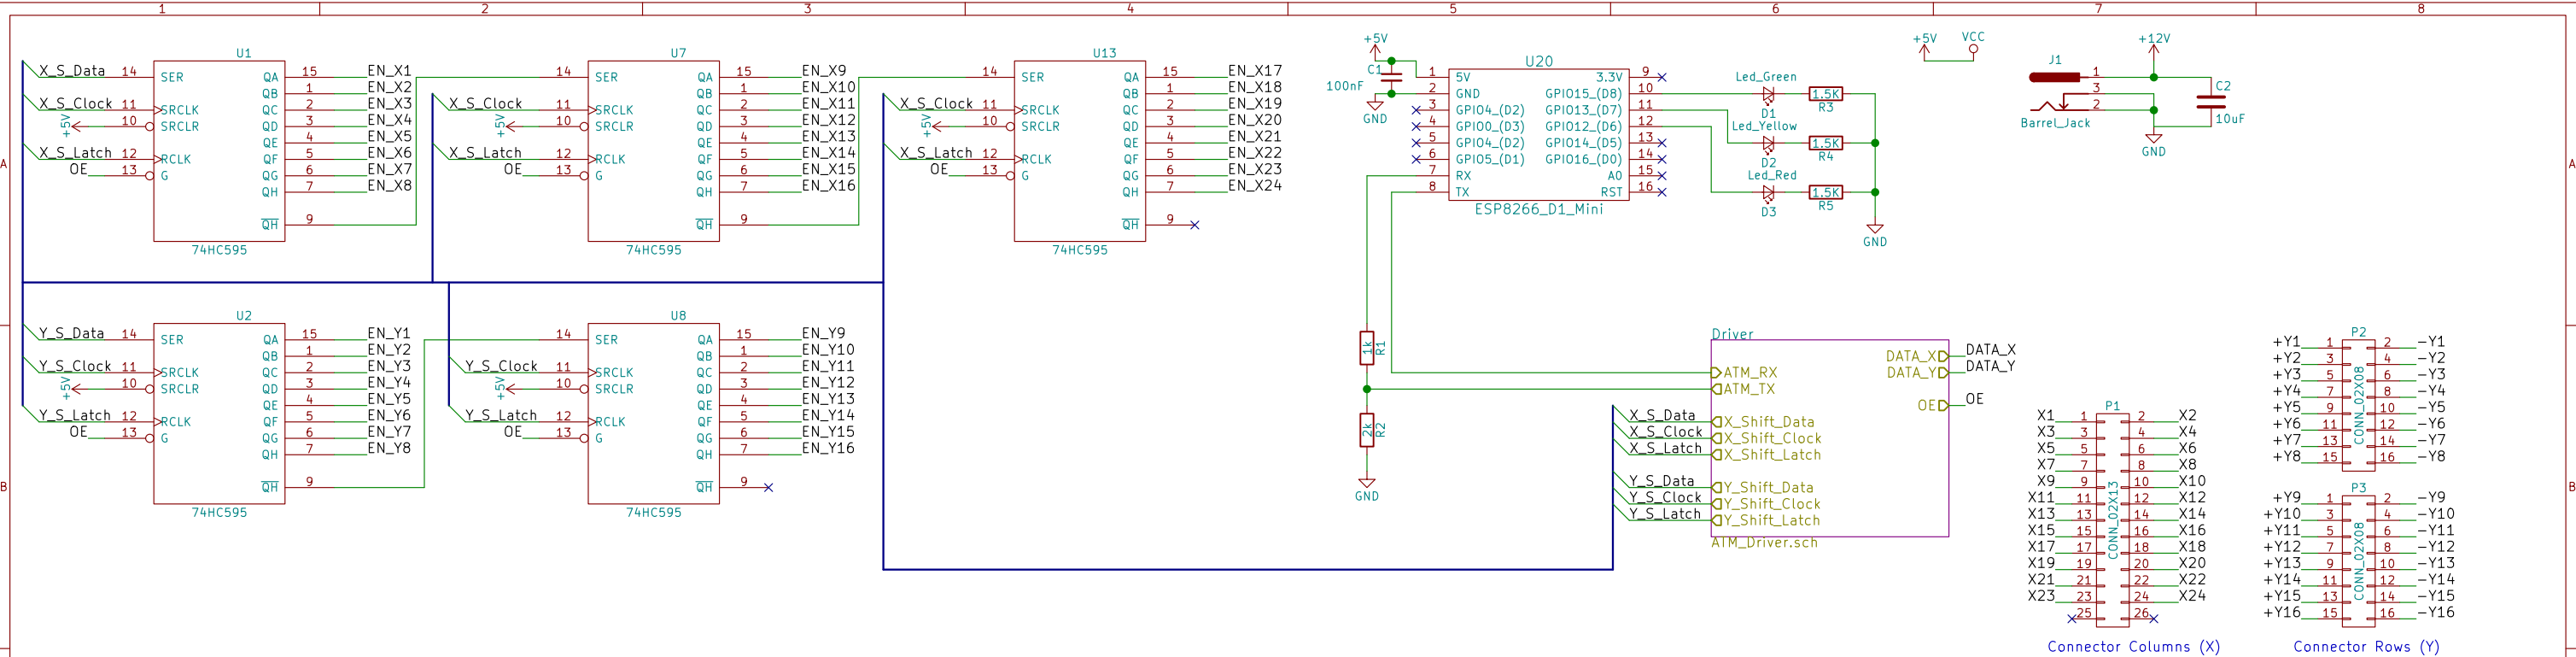 1 2 3 4 5 6 7 8
A
B
A
B
U1
X_S_Data 14 SER QA 15 EN_X1
QB 1 EN_X2
X_S_Clock 11 SRCLK QC 2 EN_X3
+5V 10 SRCLR QD 3 EN_X4
QE 4 EN_X5
X_S_Latch 12 RCLK QF 5 EN_X6
OE 13 G QG 6 EN_X7
QH 7 EN_X8
QH 9
74HC595
U7
14 SER QA 15 EN_X9
QB 1 EN_X10
X_S_Clock 11 SRCLK QC 2 EN_X11
+5V 10 SRCLR QD 3 EN_X12
QE 4 EN_X13
X_S_Latch 12 RCLK QF 5 EN_X14
OE 13 G QG 6 EN_X15
QH 7 EN_X16
QH 9
74HC595
U13
14 SER QA 15 EN_X17
QB 1 EN_X18
X_S_Clock 11 SRCLK QC 2 EN_X19
+5V 10 SRCLR QD 3 EN_X20
QE 4 EN_X21
X_S_Latch 12 RCLK QF 5 EN_X22
OE 13 G QG 6 EN_X23
QH 7 EN_X24
QH 9
74HC595
U2
Y_S_Data 14 SER QA 15 EN_Y1
QB 1 EN_Y2
Y_S_Clock 11 SRCLK QC 2 EN_Y3
+5V 10 SRCLR QD 3 EN_Y4
QE 4 EN_Y5
Y_S_Latch 12 RCLK QF 5 EN_Y6
OE 13 G QG 6 EN_Y7
QH 7 EN_Y8
QH 9
74HC595
U8
14 SER QA 15 EN_Y9
QB 1 EN_Y10
Y_S_Clock 11 SRCLK QC 2 EN_Y11
+5V 10 SRCLR QD 3 EN_Y12
QE 4 EN_Y13
Y_S_Latch 12 RCLK QF 5 EN_Y14
OE 13 G QG 6 EN_Y15
QH 7 EN_Y16
QH 9
74HC595
+5V
C1
100nF
GND
U20
1 5V 3.3V 9
2 GND GPIO15_(D8) 10
3 GPIO4_(D2) GPIO13_(D7) 11
4 GPIO0_(D3) GPIO12_(D6) 12
5 GPIO4_(D2) GPIO14_(D5) 13
6 GPIO5_(D1) GPIO16_(D0) 14
7 RX A0 15
8 TX RST 16
ESP8266_D1_Mini
Led_Green
D1 1.5K R3
Led_Yellow
D2 1.5K R4
Led_Red
D3 1.5K R5
GND
+5V VCC
J1
1
3
2
Barrel_Jack
+12V
C2
10uF
GND
1k R1
2k R2
GND
Driver
ATM_RX
ATM_TX
X_S_Data X_Shift_Data
X_S_Clock X_Shift_Clock
X_S_Latch X_Shift_Latch
Y_S_Data Y_Shift_Data
Y_S_Clock Y_Shift_Clock
Y_S_Latch Y_Shift_Latch
DATA_X DATA_X
DATA_Y DATA_Y
OE OE
ATM_Driver.sch
P1
X1 1 2 X2
X3 3 4 X4
X5 5 6 X6
X7 7 8 X8
X9 9 10 X10
X11 11 12 X12
X13 13 14 X14
X15 15 16 X16
X17 17 18 X18
X19 19 20 X20
X21 21 22 X22
X23 23 24 X24
25 26
CONN_02X13
Connector Columns (X)
P2
+Y1 1 2 -Y1
+Y2 3 4 -Y2
+Y3 5 6 -Y3
+Y4 7 8 -Y4
+Y5 9 10 -Y5
+Y6 11 12 -Y6
+Y7 13 14 -Y7
+Y8 15 16 -Y8
CONN_02X08
P3
+Y9 1 2 -Y9
+Y10 3 4 -Y10
+Y11 5 6 -Y11
+Y12 7 8 -Y12
+Y13 9 10 -Y13
+Y14 11 12 -Y14
+Y15 13 14 -Y15
+Y16 15 16 -Y16
CONN_02X08
Connector Rows (Y)